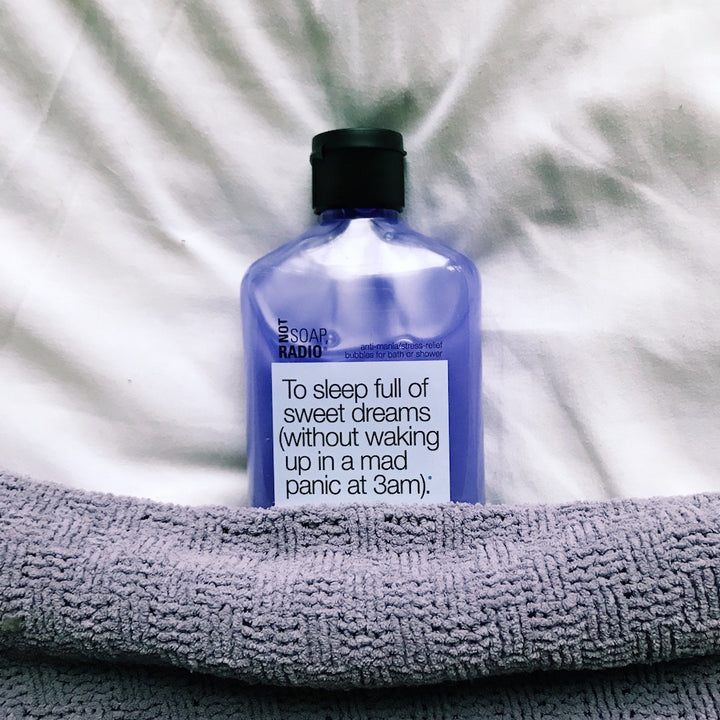 NOT SOAP,
RADIO
anti-mania/stress-relief
bubbles for bath or shower
To sleep full of
sweet dreams
(without waking
up in a mad
panic at 3am).*